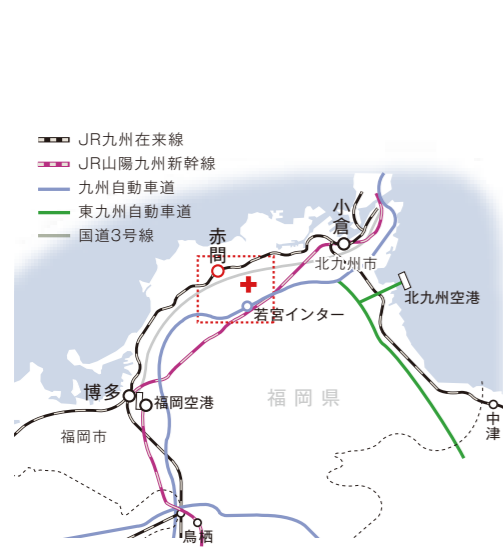 JR九州在来線
JR山陽九州新幹線
九州自動車道
東九州自動車道
国道3号線
小倉
赤間
北九州市
北九州空港
若宮インター
博多
福岡空港
福岡県
福岡市
中津
鳥栖